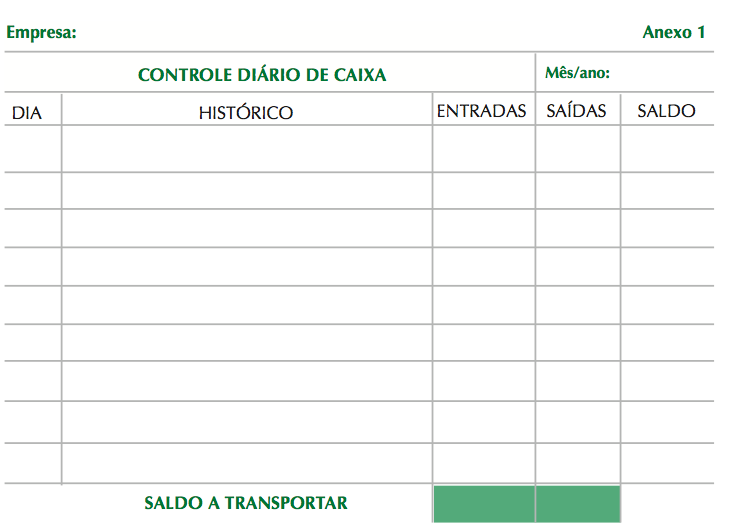 Empresa: Anexo 1
CONTROLE DIÁRIO DE CAIXA Mês/ano:
DIA HISTÓRICO ENTRADAS SAÍDAS SALDO
SALDO A TRANSPORTAR